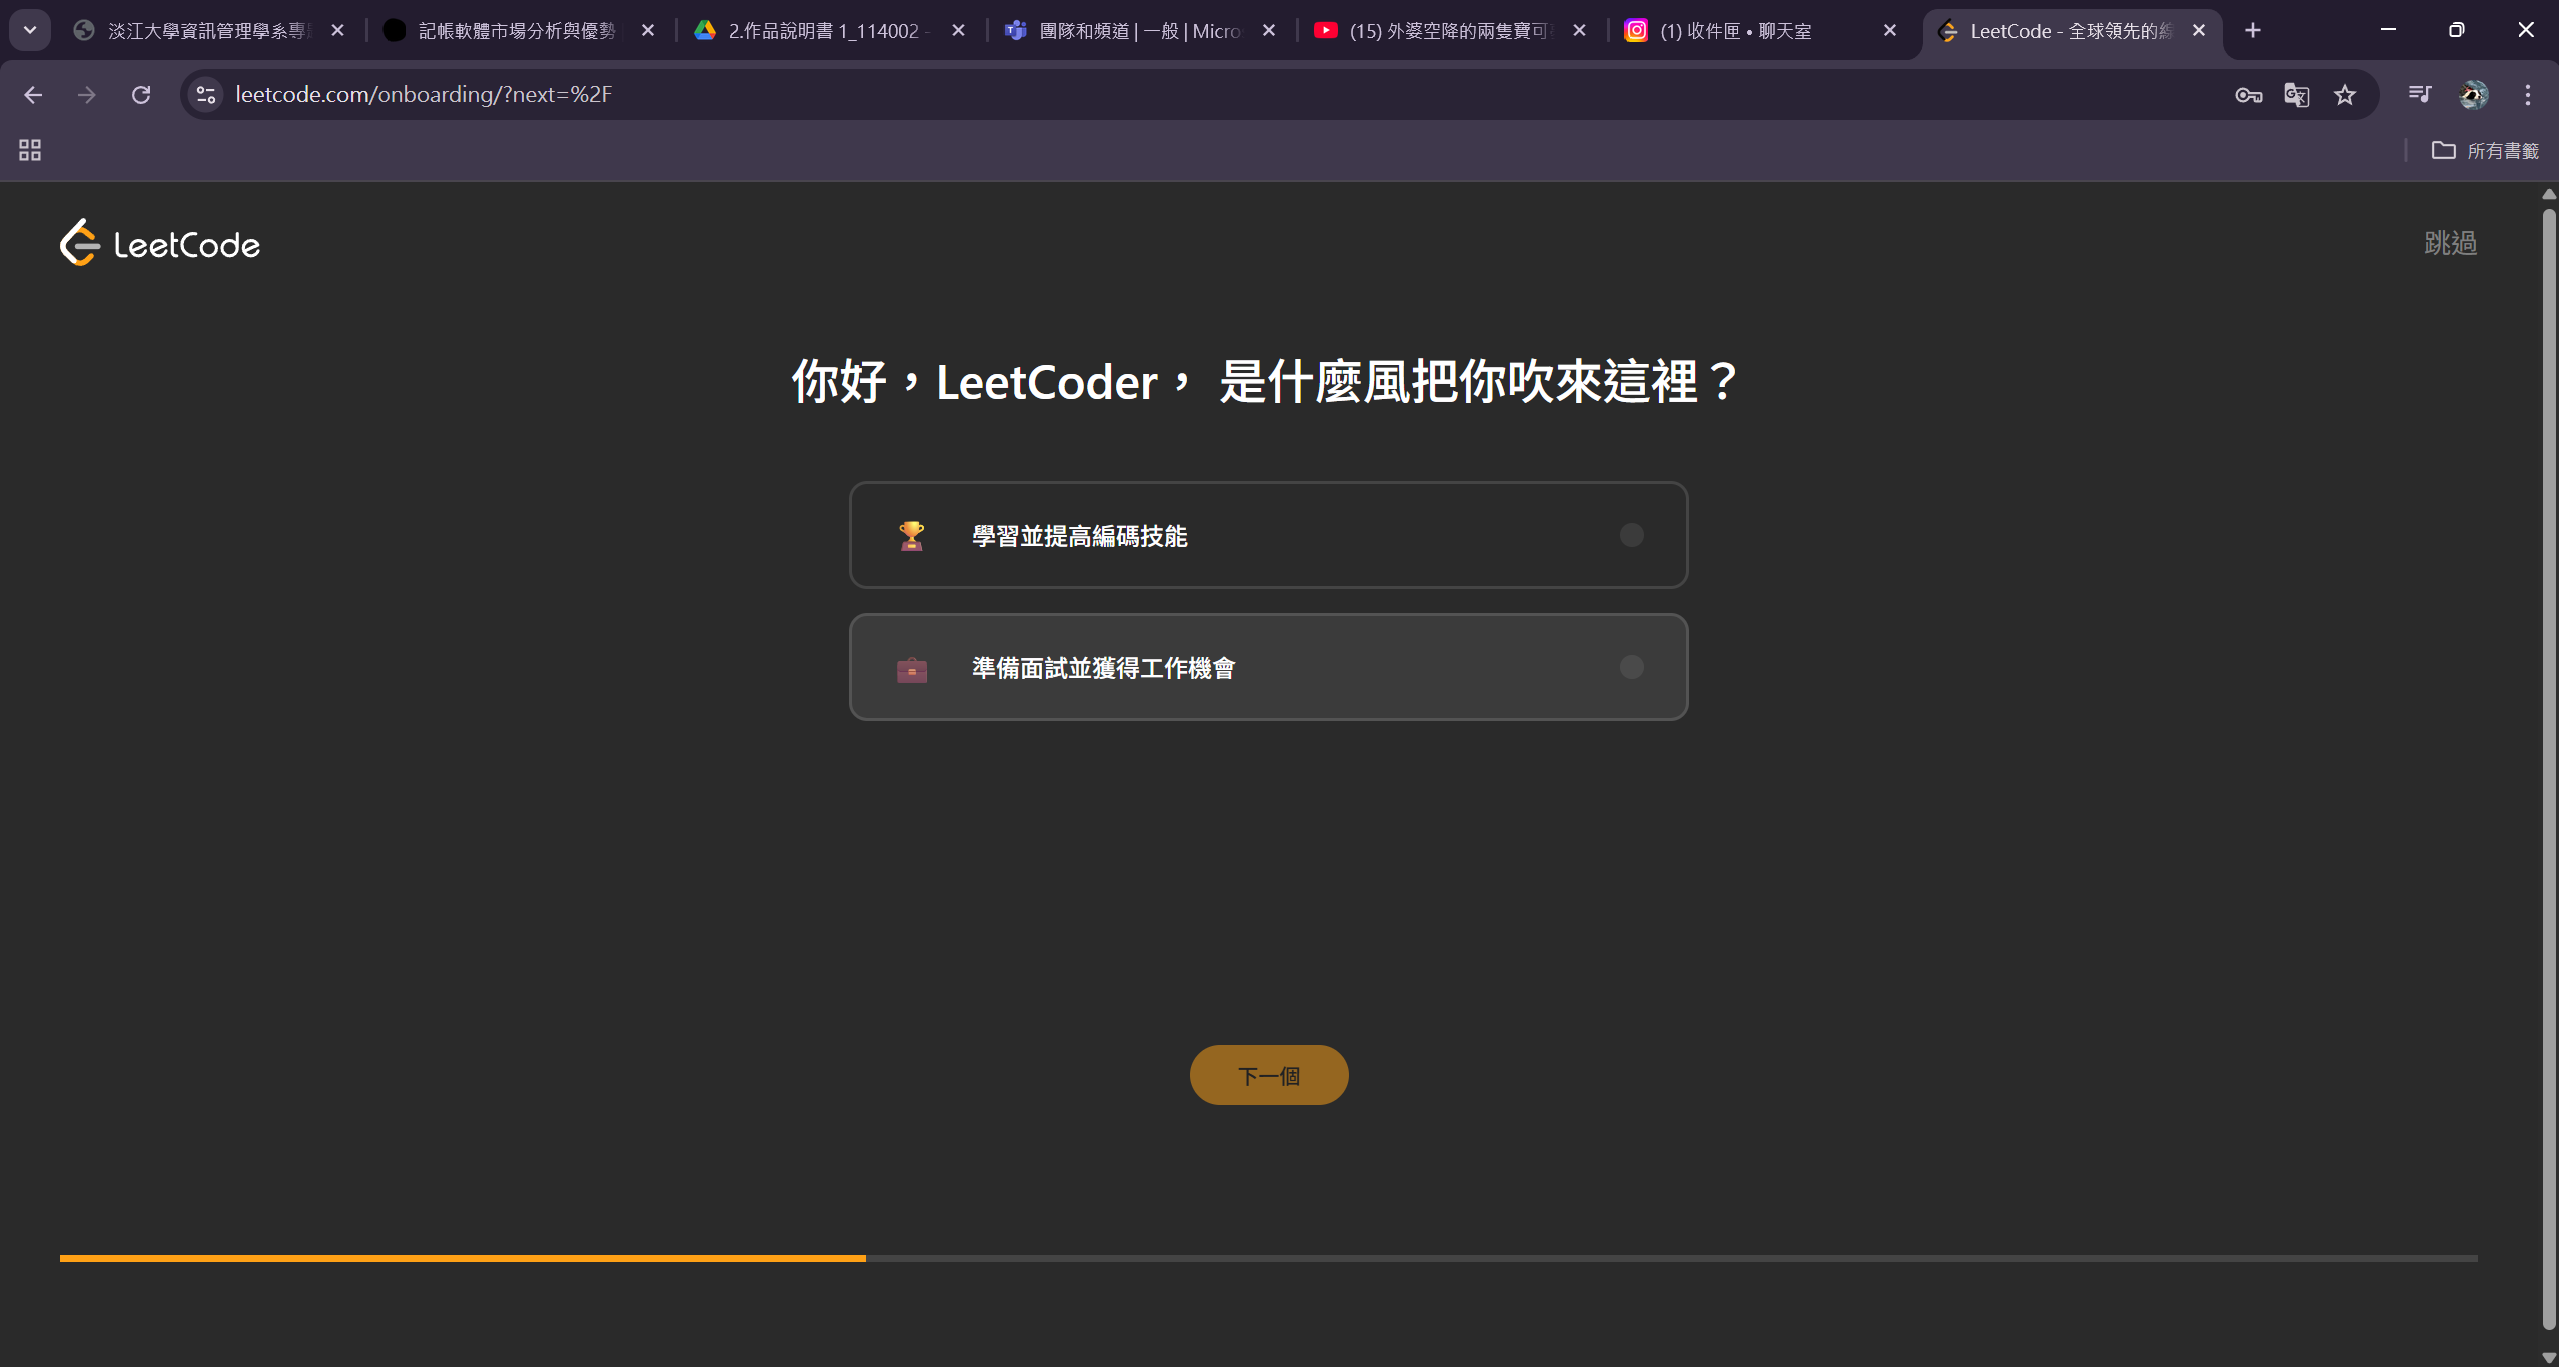 淡江大學資訊管理學系專
記帳軟體市場分析與優勢
2.作品說明書 1_114002 -
團隊和頻道 | 一般 | Micro
(15) 外婆空降的兩隻寶可
(1) 收件匣 • 聊天室
LeetCode - 全球領先的
leetcode.com/onboarding/?next=%2F
所有書籤
LeetCode
跳過
你好，LeetCoder， 是什麼風把你吹來這裡？
學習並提高編碼技能
準備面試並獲得工作機會
下一個